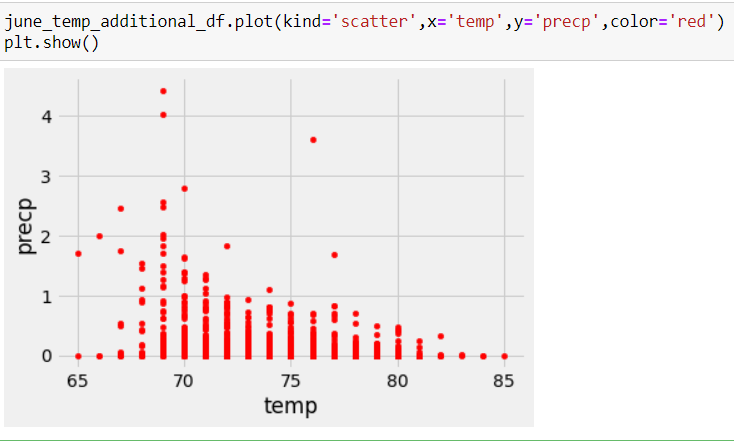 june_temp_additional_df.plot(kind='scatter',x='temp',y='precp',color='red')
plt.show()
4
3
2
1
0
precp
65 70 75 80 85
temp